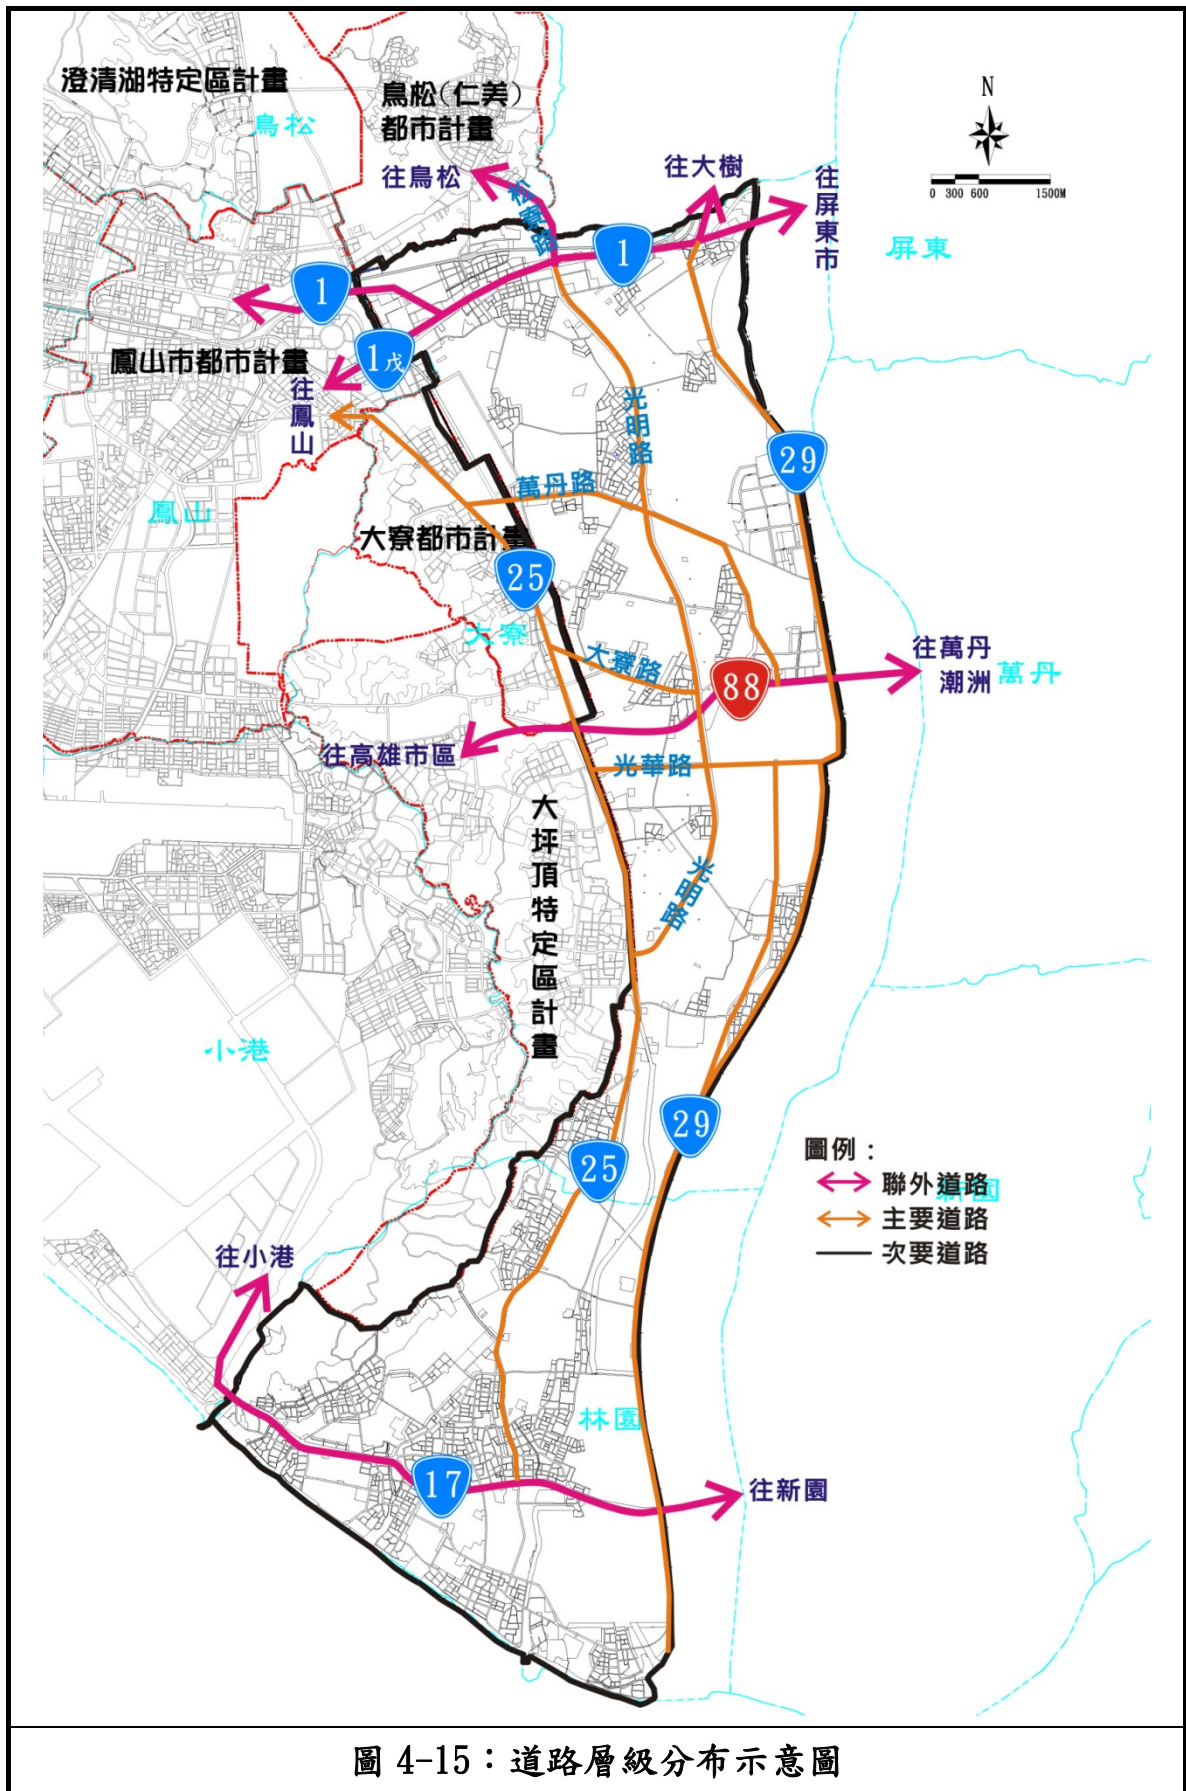 澄清湖特定區計畫
鳥松
鳥松(仁美)
都市計畫
往鳥松
松寮路
往大樹
往屏東市
N
0 300 600 1500M
屏東
1
1
1戊
鳳山市都市計畫
往鳳山
光明路
29
萬丹路
鳳山
大寮都市計畫
25
大寮
大寮路
88
往萬丹
潮洲
萬丹
往高雄市區
光華路
大坪頂特定區計畫
光明路
小港
29
25
圖例：
聯外道路
新園
主要道路
次要道路
往小港
林園
17
往新園
圖 4-15：道路層級分布示意圖